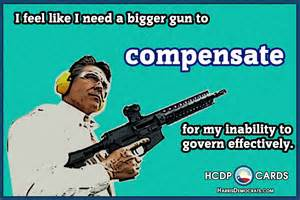 I feel like I need a bigger gun to
compensate
for my inability to
govern effectively.
HCDP CARDS
HARRISDEMOCRATS.COM